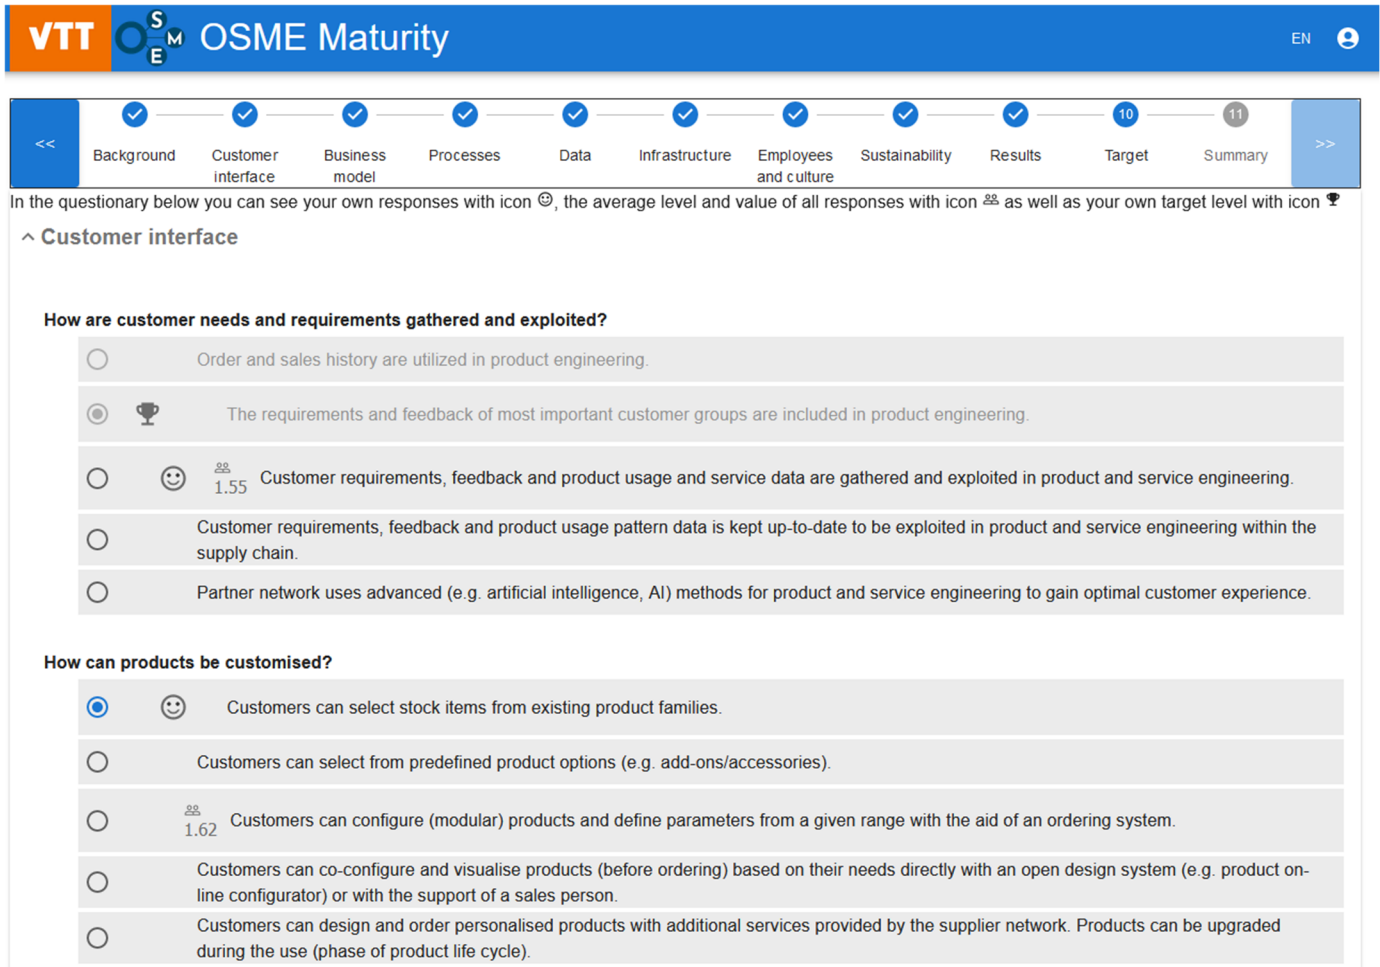 VTT OSME OSME Maturity EN
<< 10 11 >>
Background Customer Business Processes Data Infrastructure Employees Sustainability Results Target Summary
interface model and culture
In the questionary below you can see your own responses with icon , the average level and value of all responses with icon as well as your own target level with icon
Customer interface
How are customer needs and requirements gathered and exploited?
Order and sales history are utilized in product engineering.
The requirements and feedback of most important customer groups are included in product engineering.
1.55 Customer requirements, feedback and product usage and service data are gathered and exploited in product and service engineering.
Customer requirements, feedback and product usage pattern data is kept up-to-date to be exploited in product and service engineering within the
supply chain.
Partner network uses advanced (e.g. artificial intelligence, AI) methods for product and service engineering to gain optimal customer experience.
How can products be customised?
Customers can select stock items from existing product families.
Customers can select from predefined product options (e.g. add-ons/accessories).
1.62 Customers can configure (modular) products and define parameters from a given range with the aid of an ordering system.
Customers can co-configure and visualise products (before ordering) based on their needs directly with an open design system (e.g. product on-
line configurator) or with the support of a sales person.
Customers can design and order personalised products with additional services provided by the supplier network. Products can be upgraded
during the use (phase of product life cycle).